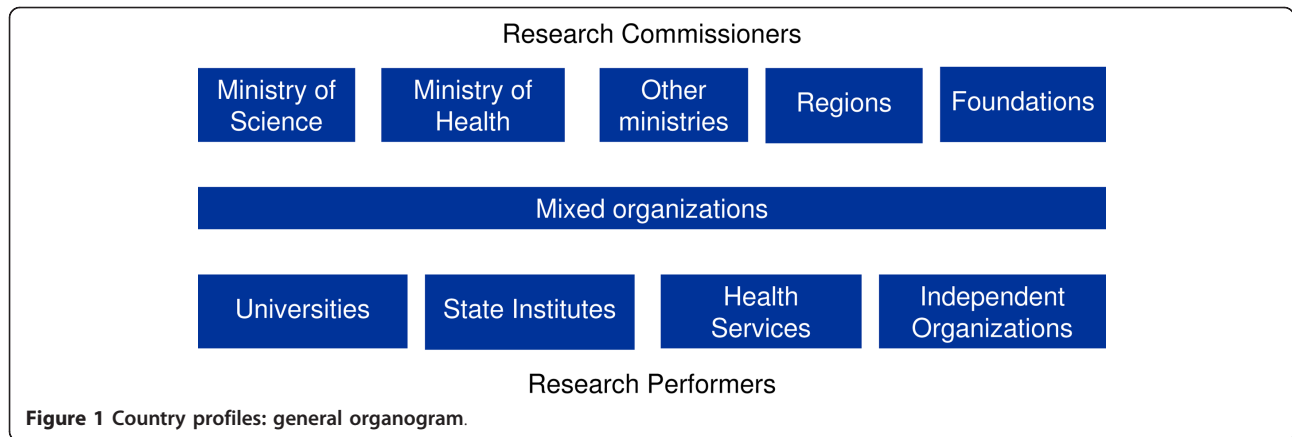 Research Commissioners
Ministry of
Science
Ministry of
Health
Other
ministries
Regions
Foundations
Mixed organizations
Universities
State Institutes
Health
Services
Independent
Organizations
Research Performers
Figure 1 Country profiles: general organogram.